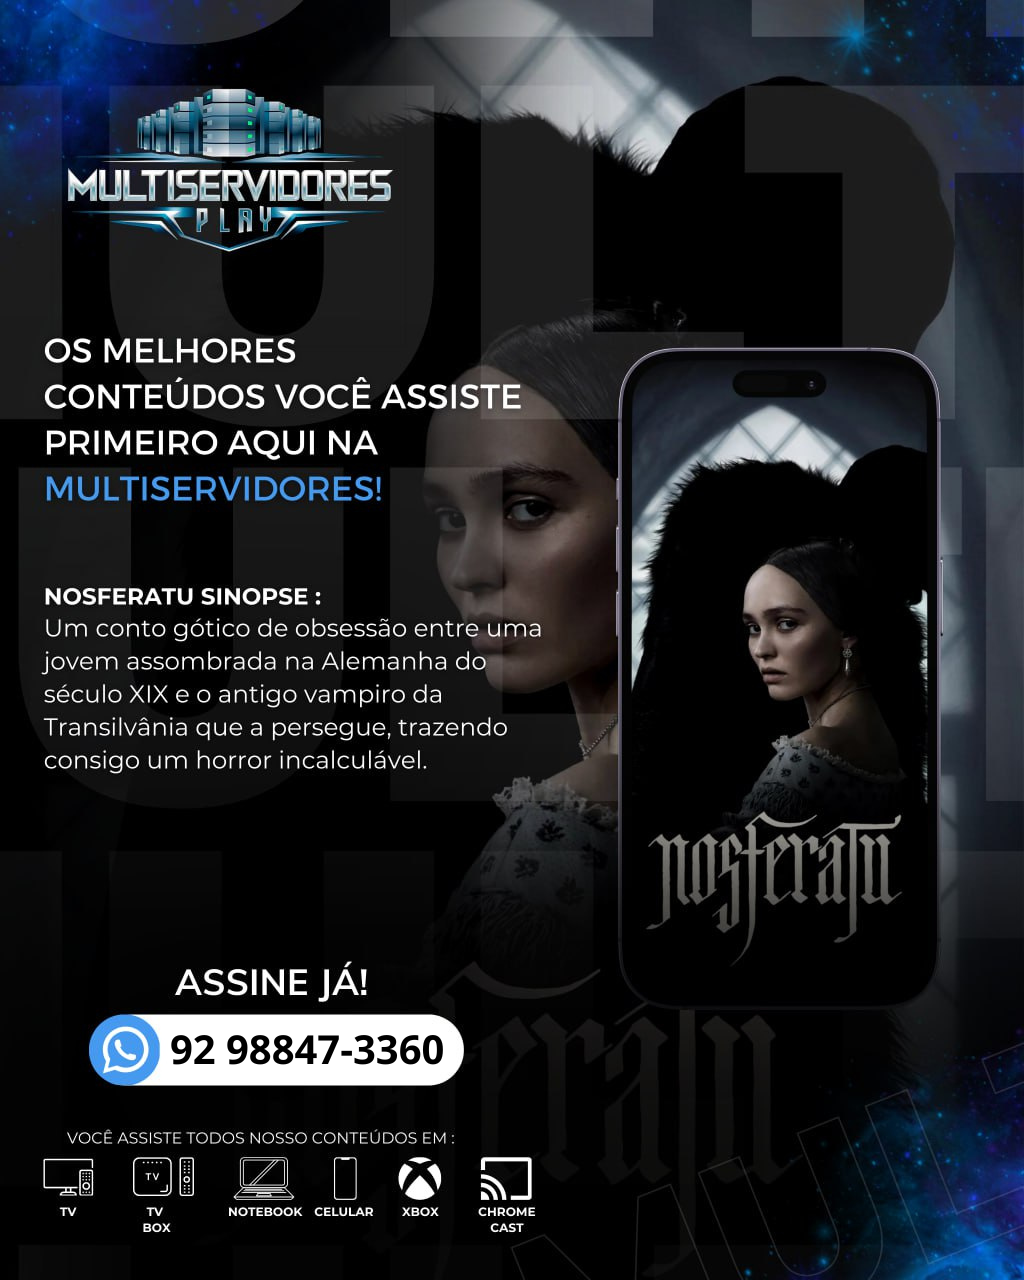 MULTISERVIDORES
PLAY
OS MELHORES
CONTEÚDOS VOCÊ ASSISTE
PRIMEIRO AQUI NA
MULTISERVIDORES!
NOSFERATU SINOPSE :
Um conto gótico de obsessão entre uma
jovem assombrada na Alemanha do
século XIX e o antigo vampiro da
Transilvânia que a persegue, trazendo
consigo um horror incalculável.
nosferatu
ASSINE JÁ!
92 98847-3360
VOCÊ ASSISTE TODOS NOSSO CONTEÚDOS EM :
TV
TV
TV
BOX
NOTEBOOK
CELULAR
XBOX
CHROME
CAST